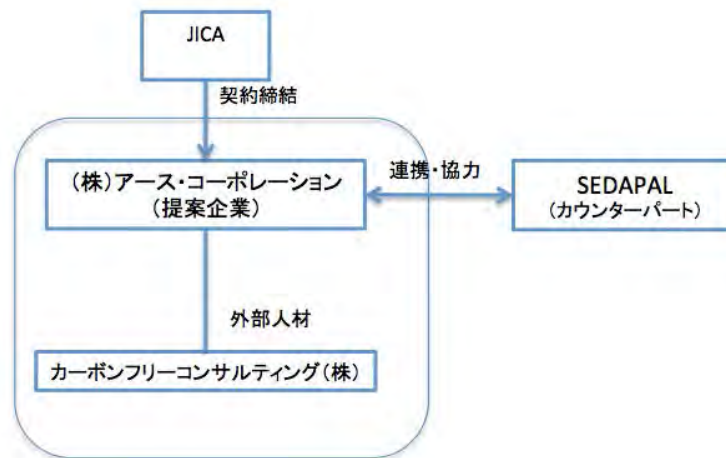 JICA
契約締結
(株)アース・コーポレーション
(提案企業)
連携・協力
SEDAPAL
(カウンターパート)
外部人材
カーボンフリーコンサルティング(株)